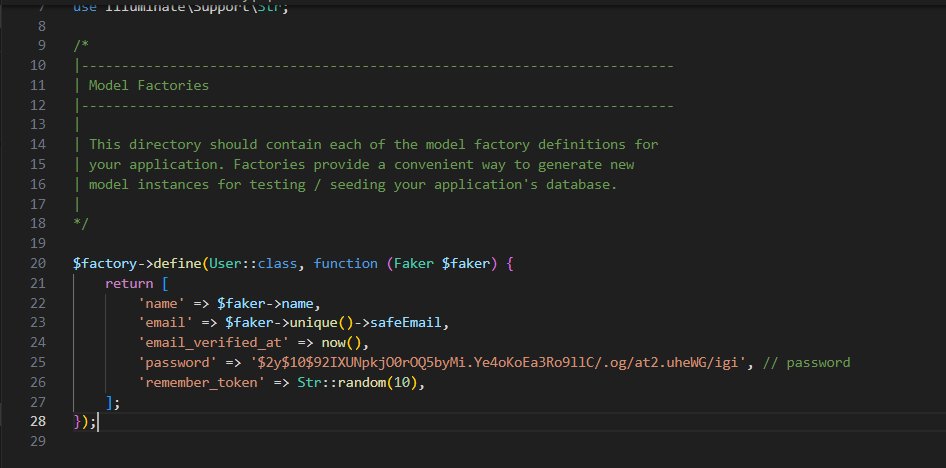 7 use Illuminate\Support\Str;
8
9 /*
10 |--------------------------------------------------------------------------
11 | Model Factories
12 |--------------------------------------------------------------------------
13 |
14 | This directory should contain each of the model factory definitions for
15 | your application. Factories provide a convenient way to generate new
16 | model instances for testing / seeding your application's database.
17 |
18 */
19
20 $factory->define(User::class, function (Faker $faker) {
21     return [
22         'name' => $faker->name,
23         'email' => $faker->unique()->safeEmail,
24         'email_verified_at' => now(),
25         'password' => '$2y$10$92IXUNpkjO0rOQ5byMi.Ye4oKoEa3Ro9llC/.og/at2.uheWG/igi', // password
26         'remember_token' => Str::random(10),
27     ];
28 });
29